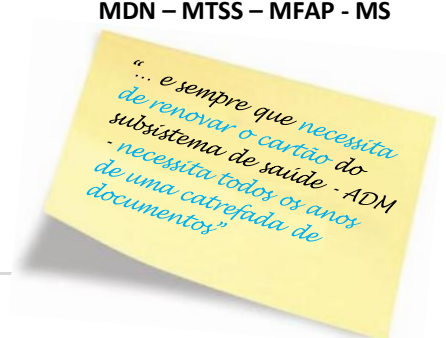 MDN – MTSS – MFAP - MS
“... e sempre que necessita
de renovar o cartão do
subsistema de saúde - ADM
- necessita todos os anos
de uma catrefada de
documentos”